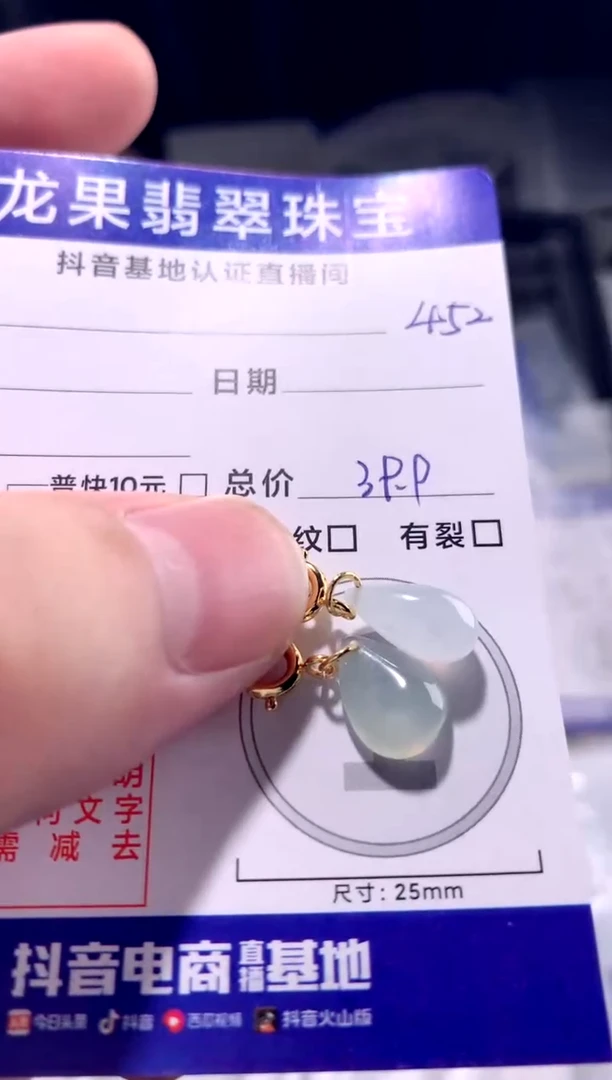 龙果翡翠珠宝
抖音基地认证直播间
452
日期
普快10元 总价
纹 有裂
明
何文字
需减去
尺寸：25mm
抖音电商直播基地
今日头条 抖音 西瓜视频 抖音火山版